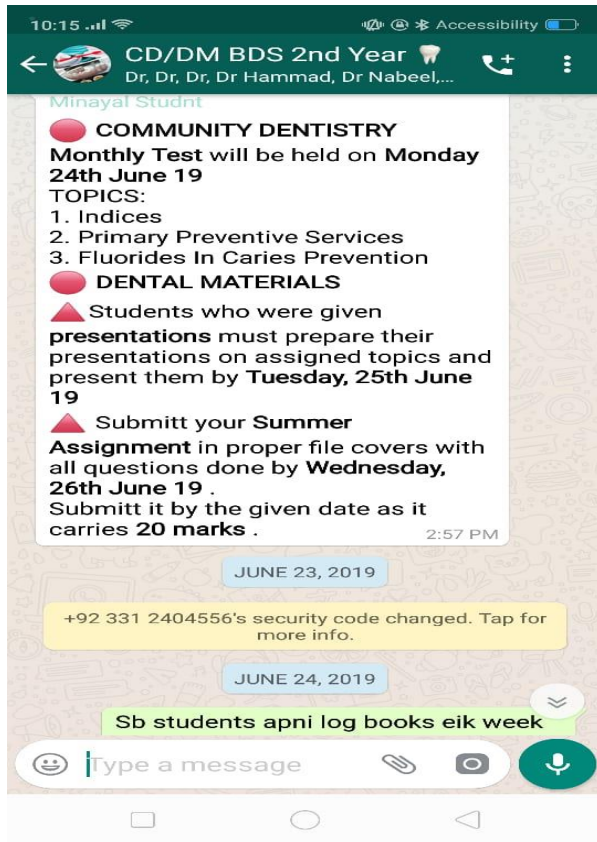 10:15
Accessibility
CD/DM BDS 2nd Year
Dr, Dr, Dr, Dr Hammad, Dr Nabeel,...
Minayal Studnt
COMMUNITY DENTISTRY
Monthly Test will be held on Monday
24th June 19
TOPICS:
1. Indices
2. Primary Preventive Services
3. Fluorides In Caries Prevention
DENTAL MATERIALS
Students who were given
presentations must prepare their
presentations on assigned topics and
present them by Tuesday, 25th June
19
Submitt your Summer
Assignment in proper file covers with
all questions done by Wednesday,
26th June 19 .
Submitt it by the given date as it
carries 20 marks .
2:57 PM
JUNE 23, 2019
+92 331 2404556's security code changed. Tap for
more info.
JUNE 24, 2019
Sb students apni log books eik week
Type a message